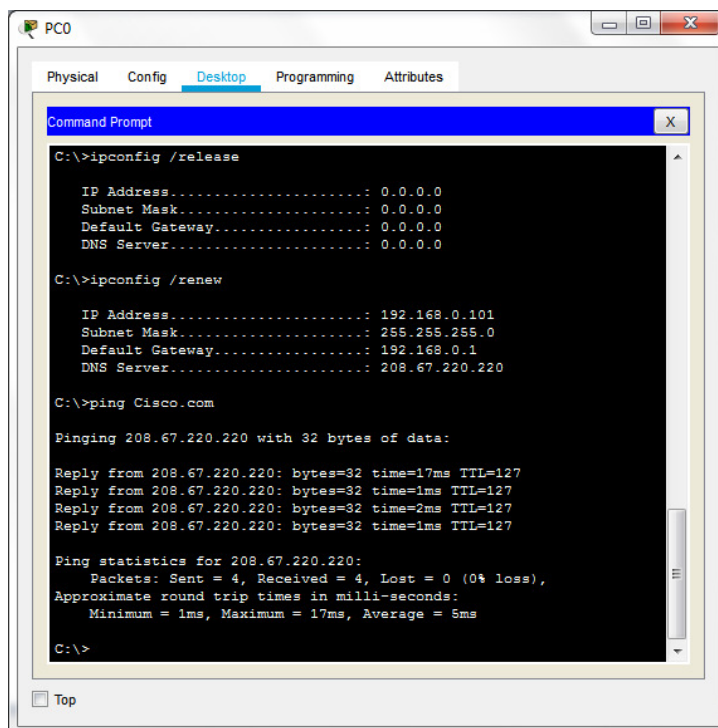 PC0
Physical Config Desktop Programming Attributes
Command Prompt
X
C:\>ipconfig /release
IP Address......................: 0.0.0.0
Subnet Mask.....................: 0.0.0.0
Default Gateway.................: 0.0.0.0
DNS Server......................: 0.0.0.0
C:\>ipconfig /renew
IP Address......................: 192.168.0.101
Subnet Mask.....................: 255.255.255.0
Default Gateway.................: 192.168.0.1
DNS Server......................: 208.67.220.220
C:\>ping Cisco.com
Pinging 208.67.220.220 with 32 bytes of data:
Reply from 208.67.220.220: bytes=32 time=17ms TTL=127
Reply from 208.67.220.220: bytes=32 time=1ms TTL=127
Reply from 208.67.220.220: bytes=32 time=2ms TTL=127
Reply from 208.67.220.220: bytes=32 time=1ms TTL=127
Ping statistics for 208.67.220.220:
Packets: Sent = 4, Received = 4, Lost = 0 (0% loss),
Approximate round trip times in milli-seconds:
Minimum = 1ms, Maximum = 17ms, Average = 5ms
C:\>
Top